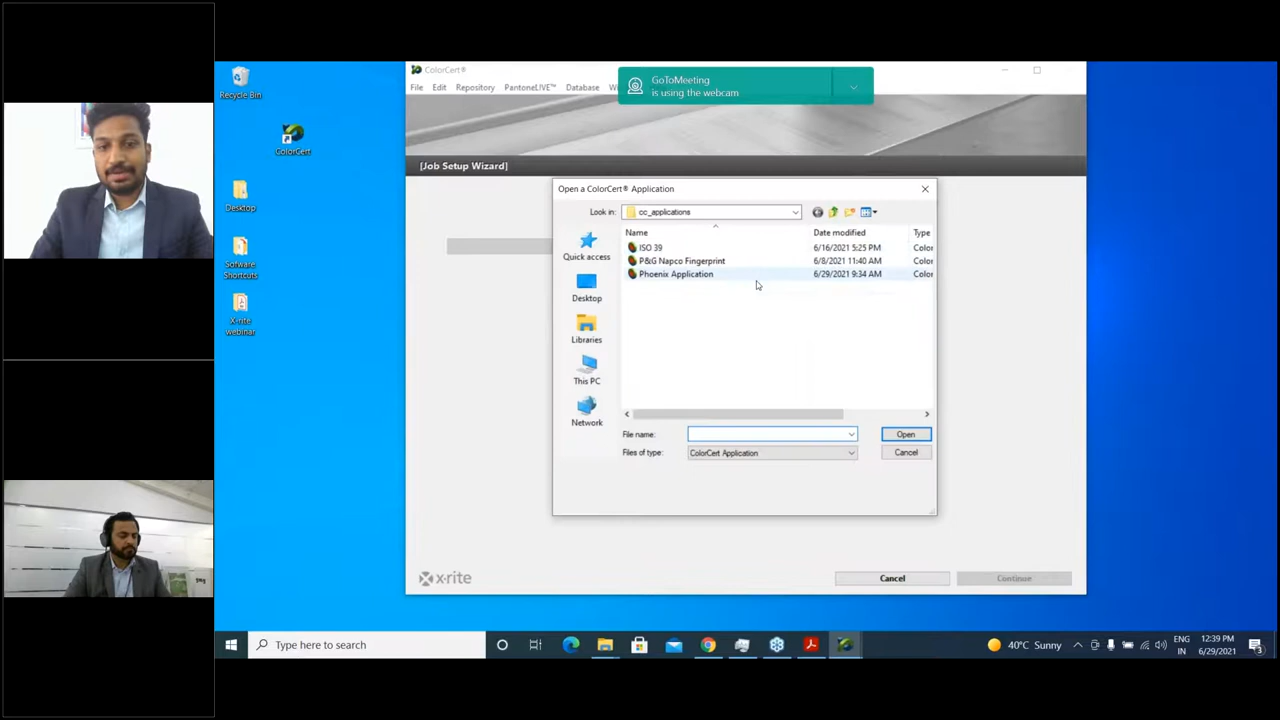 Recycle Bin
ColorCert
Desktop
Software
Shortcuts
X-rite
webinar
ColorCert®
GoToMeeting
is using the webcam
File Edit Repository PantoneLIVE™ Database
[Job Setup Wizard]
Open a ColorCert® Application
Look in: cc_applications
Name Date modified Type
ISO 39 6/16/2021 5:25 PM Color
P&G Napco Fingerprint 6/8/2021 11:40 AM Color
Phoenix Application 6/29/2021 9:34 AM Color
Quick access
Desktop
Libraries
This PC
Network
File name: Open
Files of type: ColorCert Application Cancel
x-rite Cancel Continue
Type here to search 40°C Sunny ENG 12:39 PM
IN 6/29/2021 3